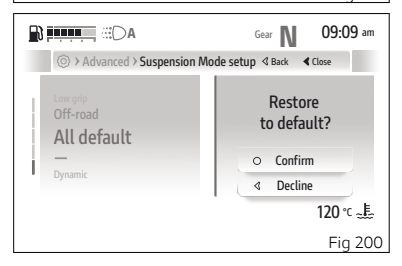 A Gear N 09:09 am
Advanced › Suspension Mode setup Back Close
Low grip
Off-road
All default
—
Dynamic
Restore
to default?
Confirm
Decline
120 °C
Fig 200